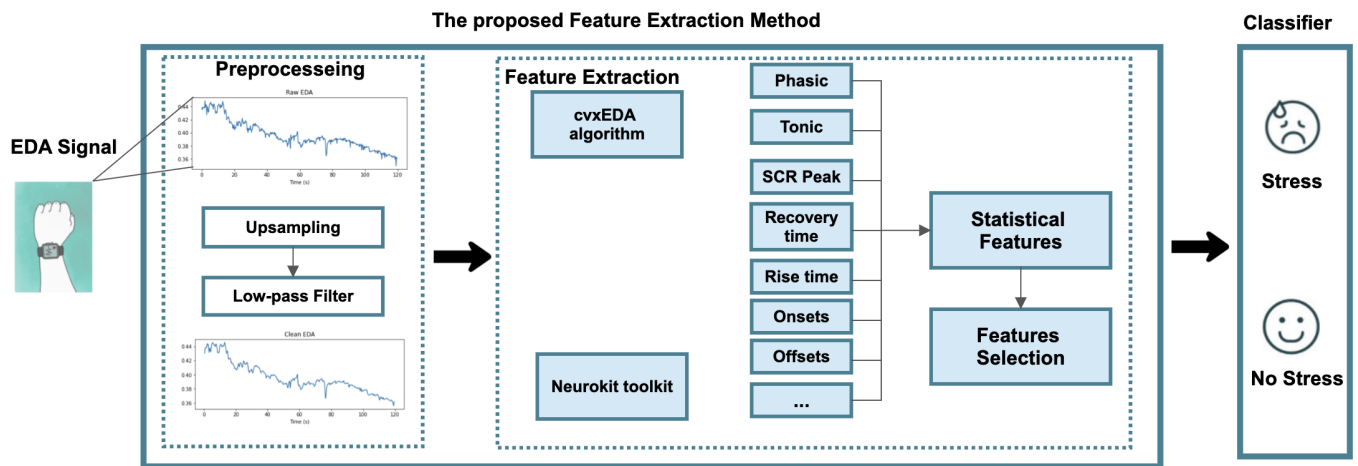 The proposed Feature Extraction Method
Classifier
EDA Signal
Preprocesseing
Raw EDA
0.44
0.42
0.40
0.38
0.36
0 20 40 60 80 100 120
Time (s)
Upsampling
Low-pass Filter
Clean EDA
0.44
0.42
0.40
0.38
0.36
0 20 40 60 80 100 120
Time (s)
Feature Extraction
cvxEDA
algorithm
Neurokit toolkit
Phasic
Tonic
SCR Peak
Recovery
time
Rise time
Onsets
Offsets
...
Statistical
Features
Features
Selection
Stress
No Stress